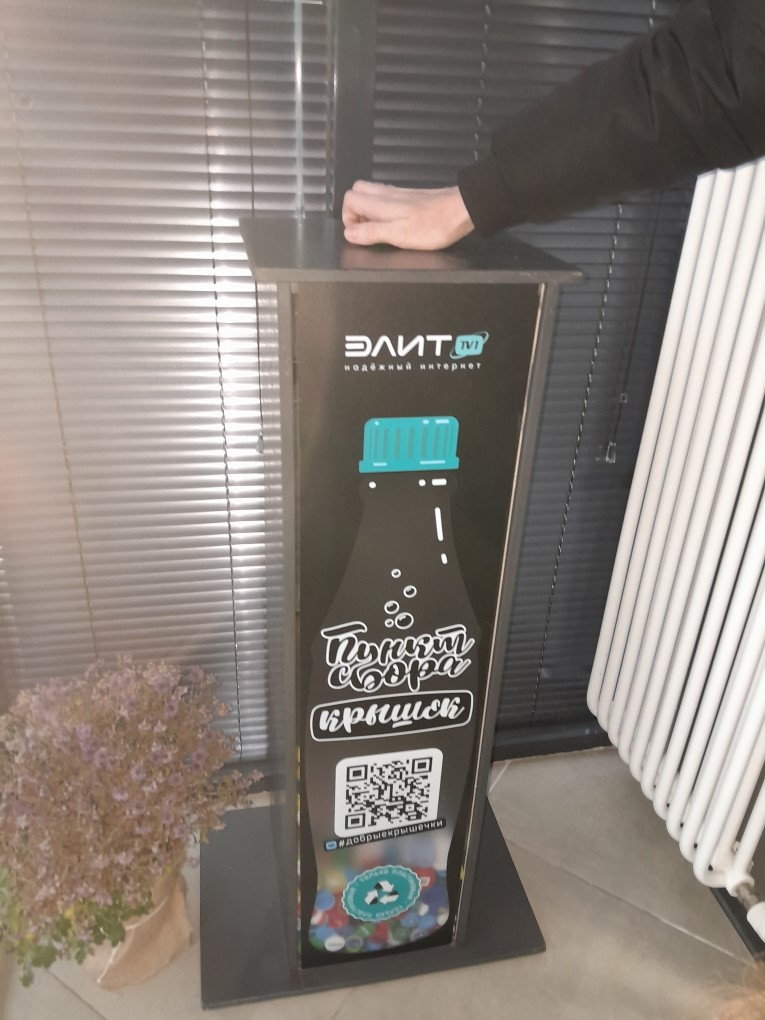 ЭЛИТ TV1
надёжный интернет
Пункт
сбора
крышек
#добрыекрышечки